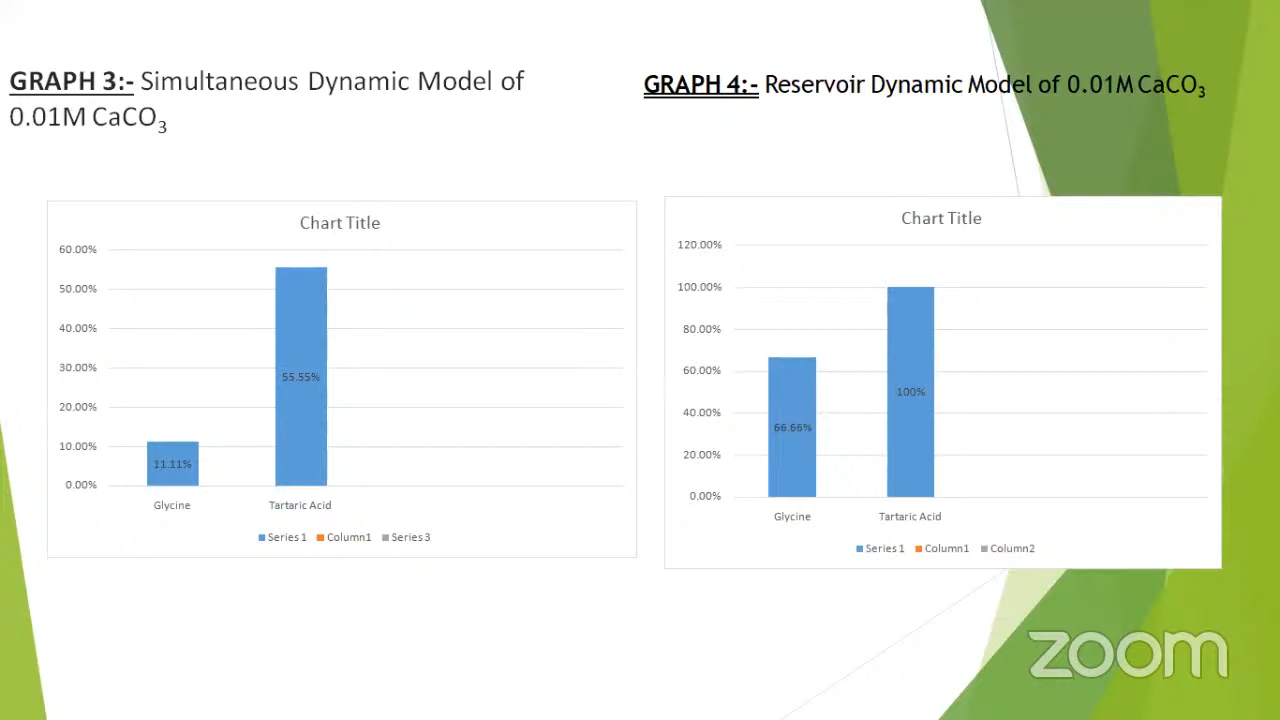 GRAPH 3:- Simultaneous Dynamic Model of
0.01M CaCO₃
GRAPH 4:- Reservoir Dynamic Model of 0.01M CaCO₃
Chart Title
60.00%
50.00%
40.00%
30.00%
20.00%
10.00%
0.00%
55.55%
11.11%
Glycine
Tartaric Acid
Series 1
Column1
Series 3
Chart Title
120.00%
100.00%
80.00%
60.00%
40.00%
20.00%
0.00%
100%
66.66%
Glycine
Tartaric Acid
Series 1
Column1
Column2
zoom